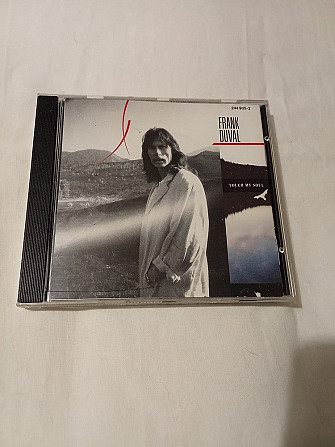 244 905-2
FRANK
DUVAL
TOUCH MY SOUL